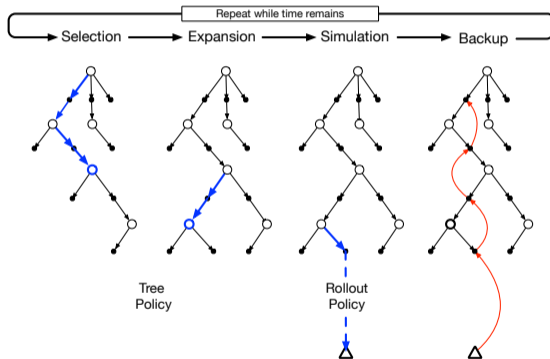 Repeat while time remains
Selection
Expansion
Simulation
Backup
Tree
Policy
Rollout
Policy